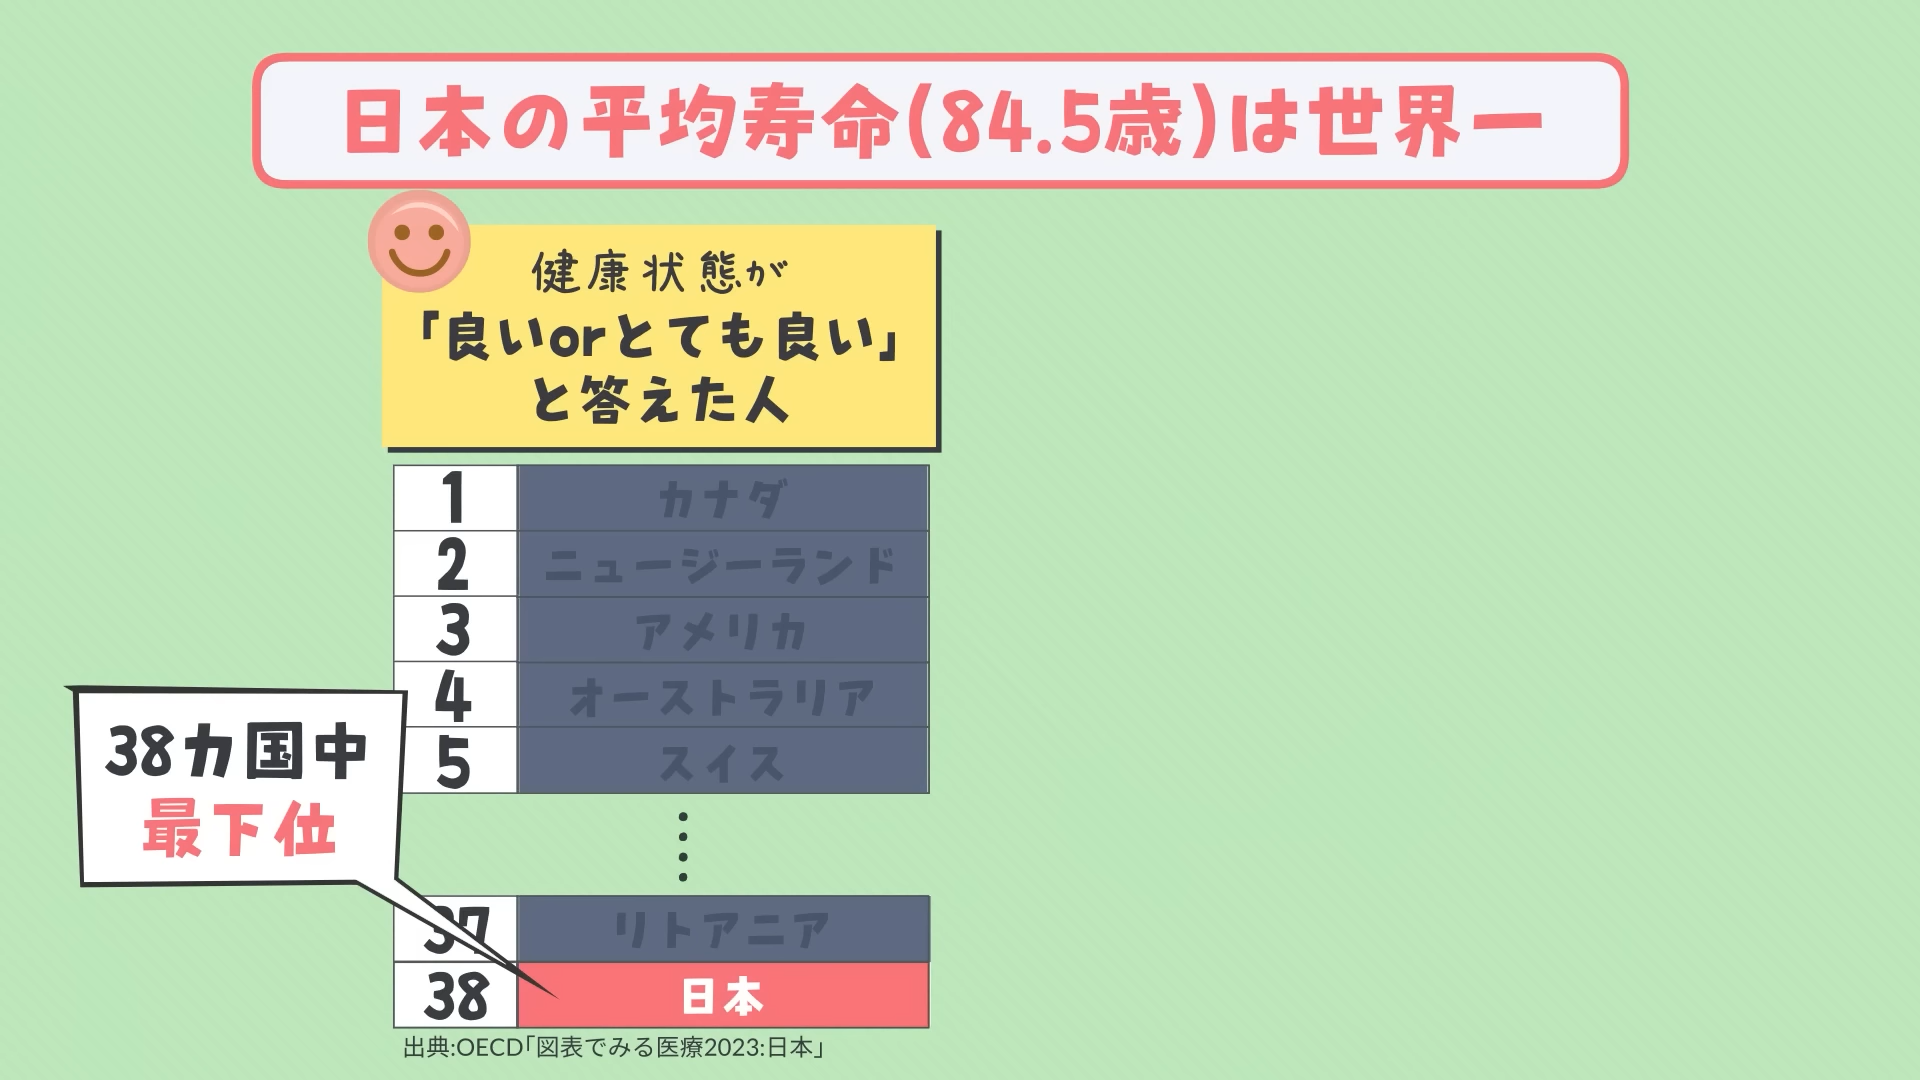 日本の平均寿命(84.5歳)は世界一
健康状態が
「良いorとても良い」
と答えた人
1 カナダ
2 ニュージーランド
3 アメリカ
4 オーストラリア
5 スイス
38カ国中
最下位
37 リトアニア
38 日本
出典:OECD「図表でみる医療2023:日本」